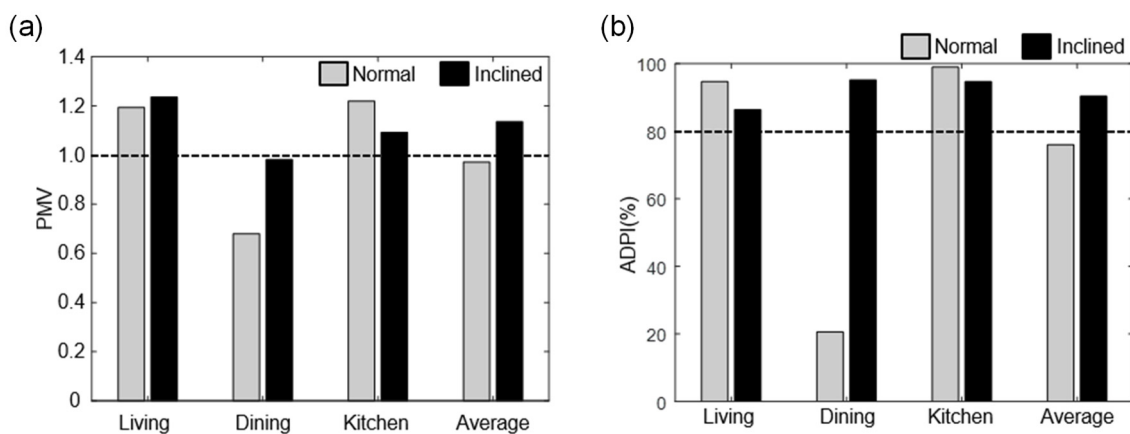 (a)
Normal Inclined
PMV
1.4
1.2
1.0
0.8
0.6
0.4
0.2
0
Living Dining Kitchen Average
(b)
Normal Inclined
ADPI(%)
100
80
60
40
20
0
Living Dining Kitchen Average